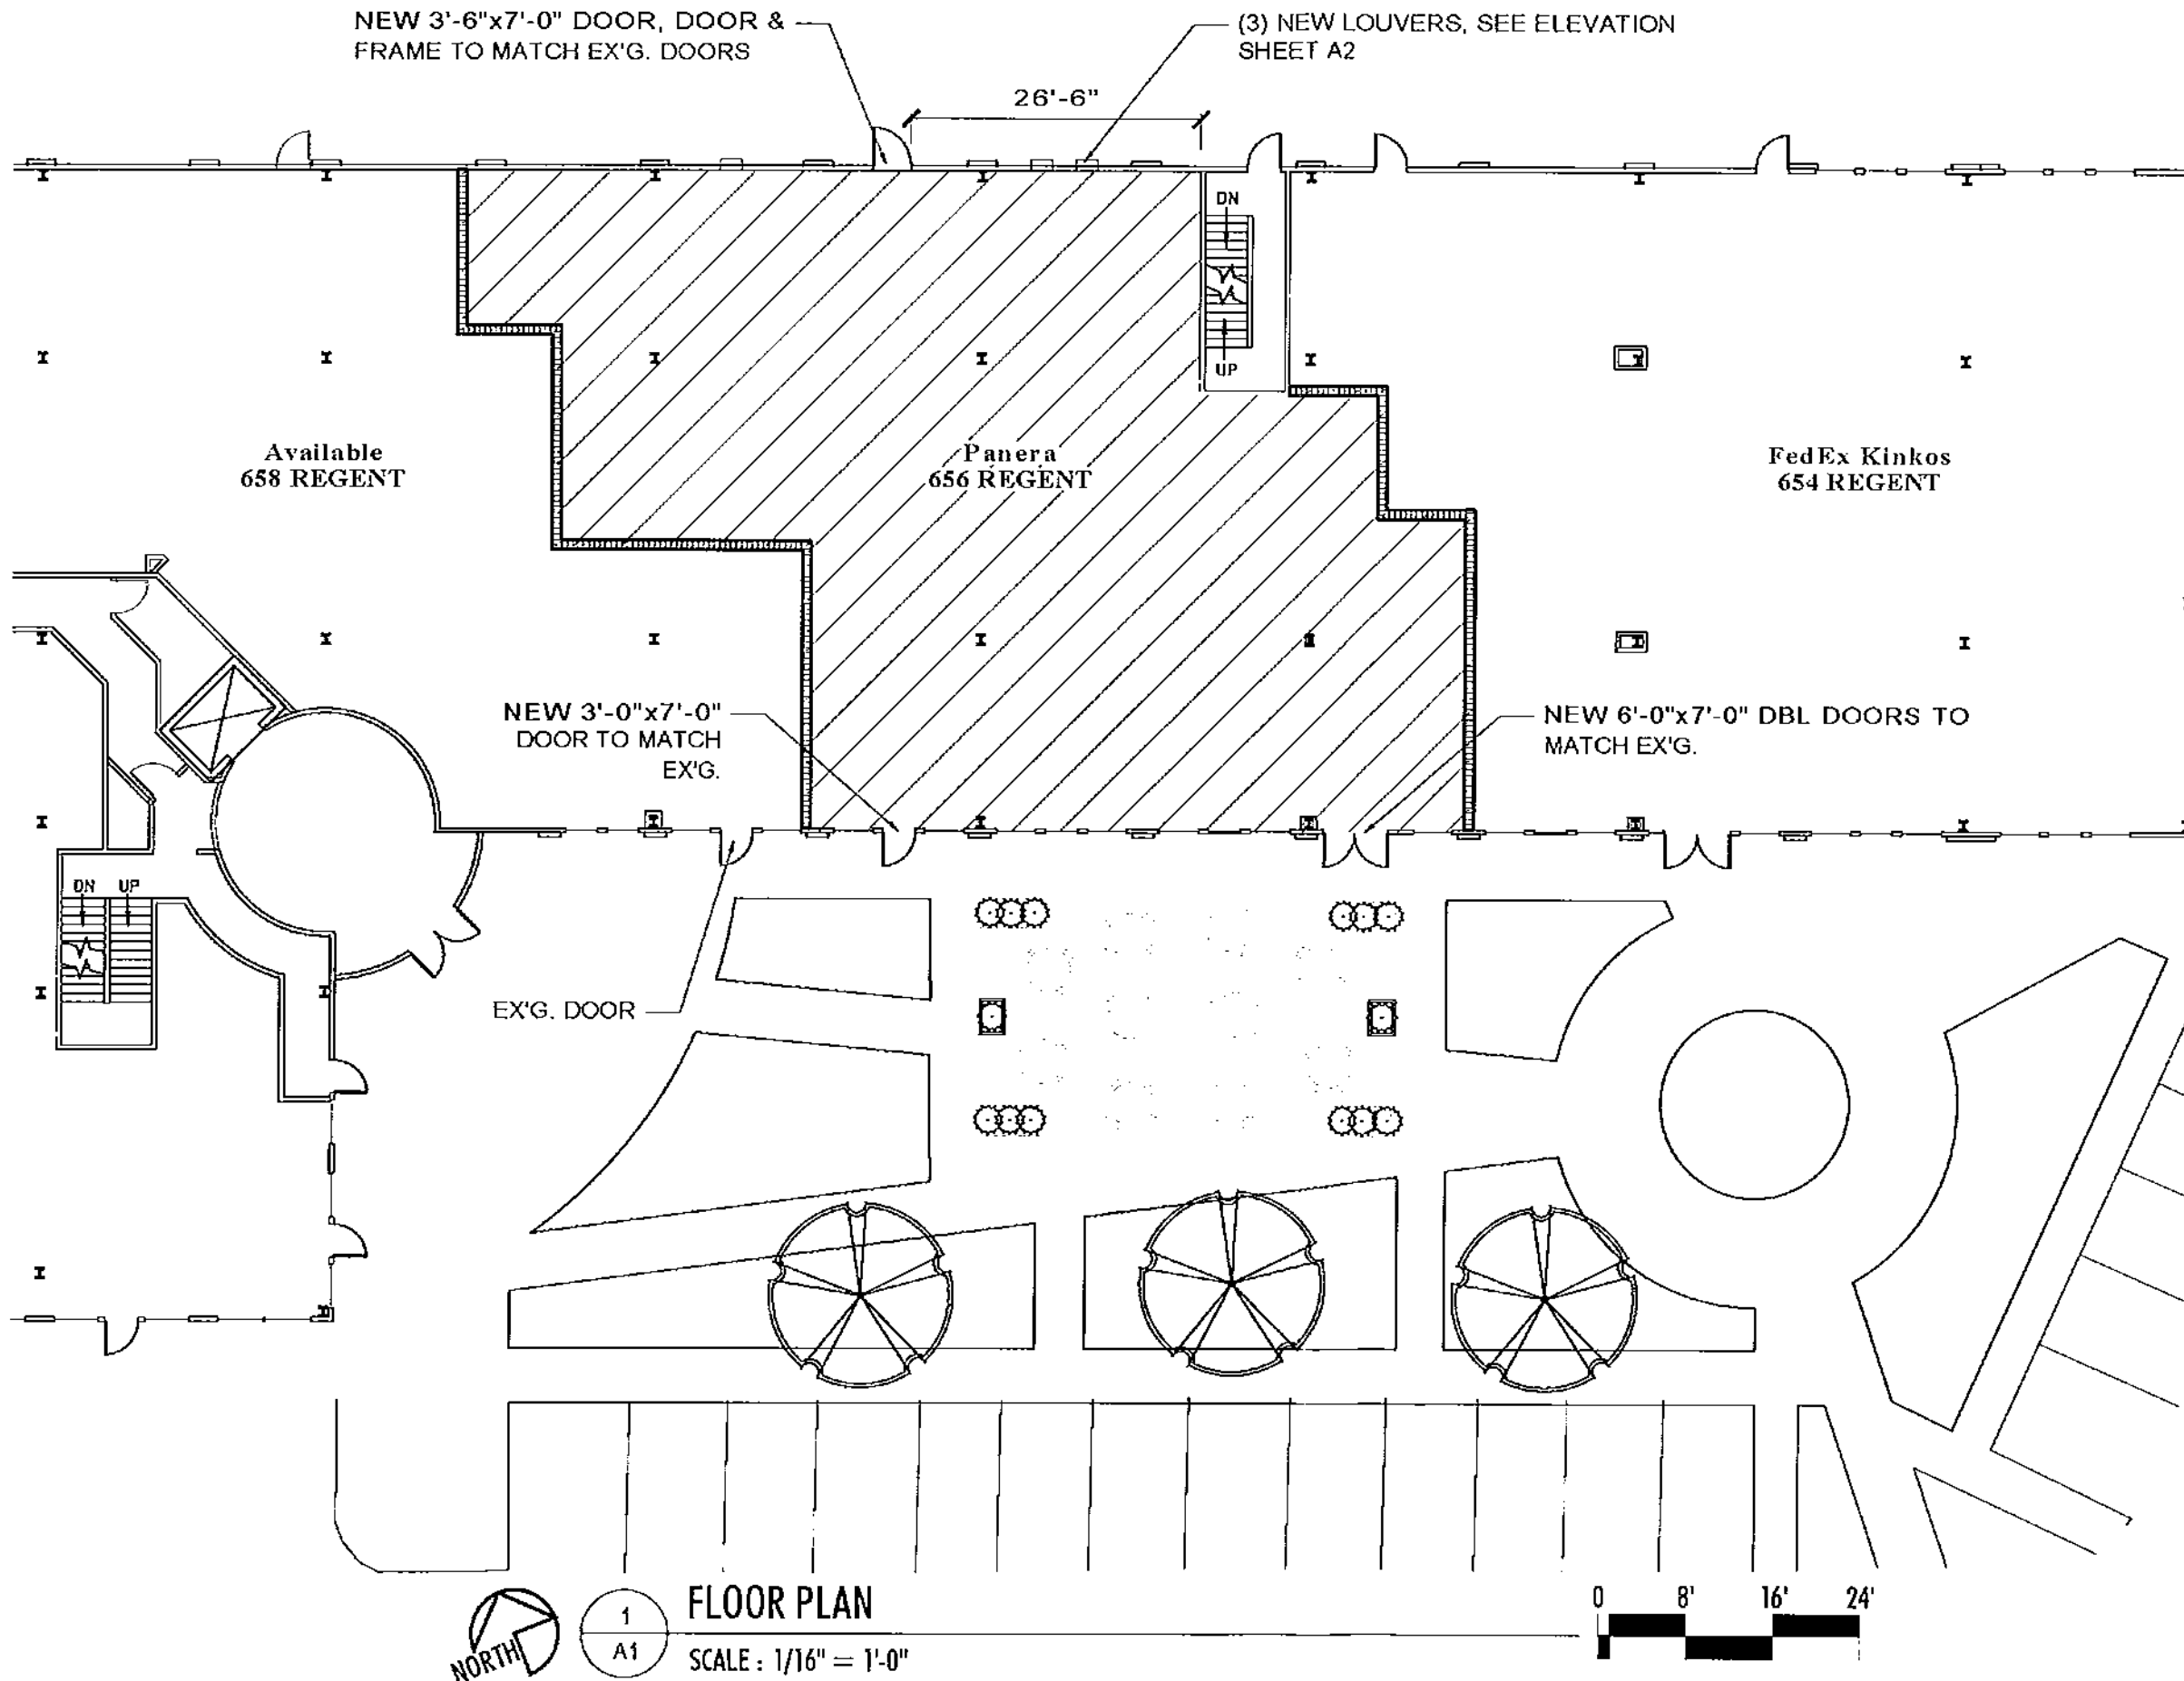 NEW 3'-6"x7'-0" DOOR, DOOR &
FRAME TO MATCH EX'G. DOORS
(3) NEW LOUVERS, SEE ELEVATION
SHEET A2
26'-6"
DN
UP
Available
658 REGENT
Panera
656 REGENT
FedEx Kinkos
654 REGENT
NEW 3'-0"x7'-0"
DOOR TO MATCH
EX'G.
NEW 6'-0"x7'-0" DBL DOORS TO
MATCH EX'G.
DN UP
EX'G. DOOR
NORTH
1
A1
FLOOR PLAN
SCALE : 1/16" = 1'-0"
0 8' 16' 24'